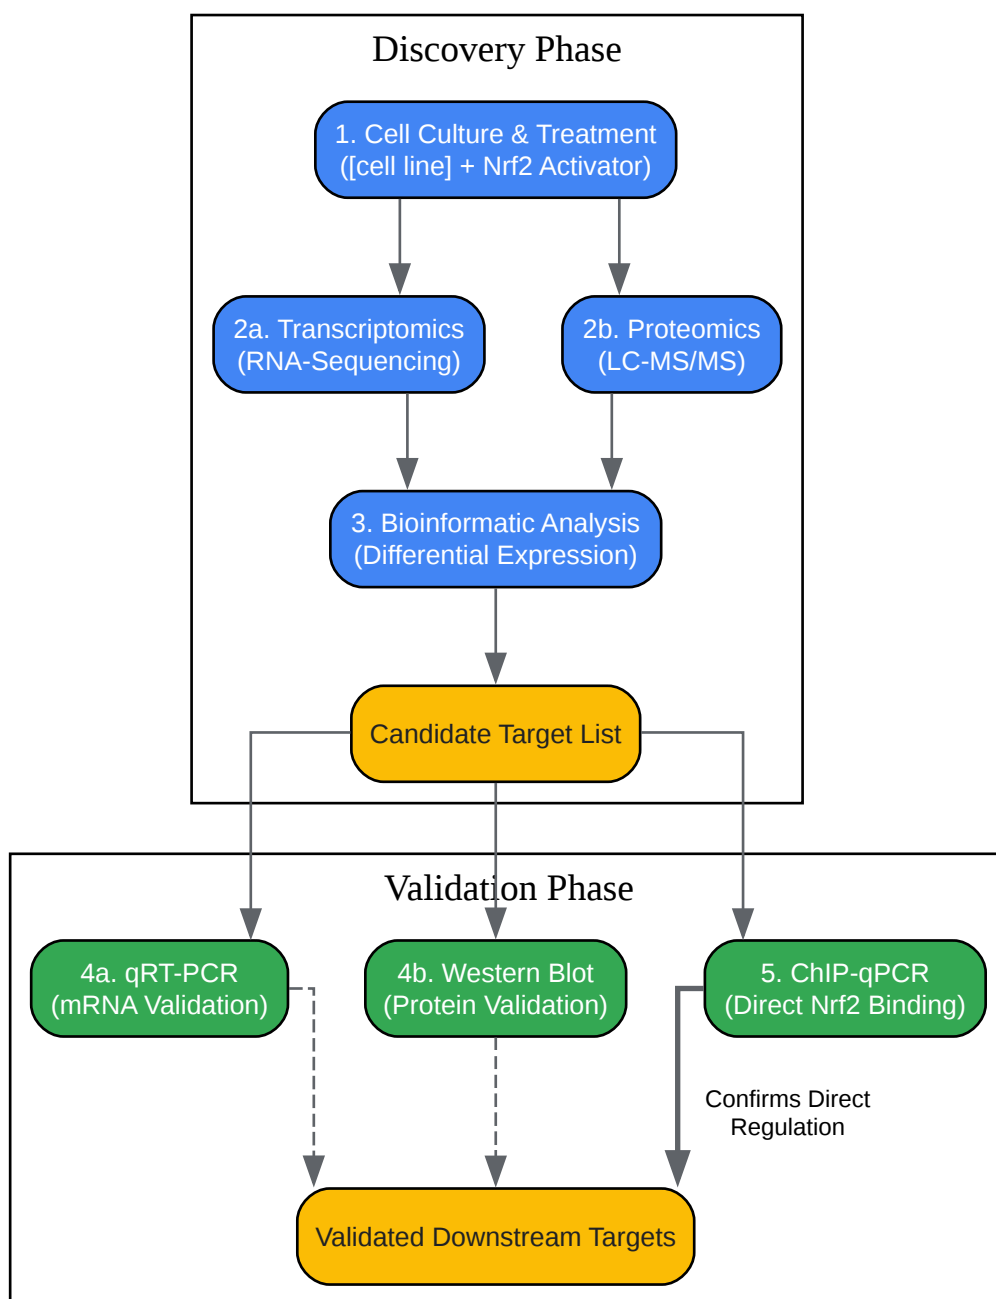 Discovery Phase
1. Cell Culture & Treatment
([cell line] + Nrf2 Activator)
2a. Transcriptomics
(RNA-Sequencing)
2b. Proteomics
(LC-MS/MS)
3. Bioinformatic Analysis
(Differential Expression)
Candidate Target List
Validation Phase
4a. qRT-PCR
(mRNA Validation)
4b. Western Blot
(Protein Validation)
5. ChIP-qPCR
(Direct Nrf2 Binding)
Confirms Direct
Regulation
Validated Downstream Targets